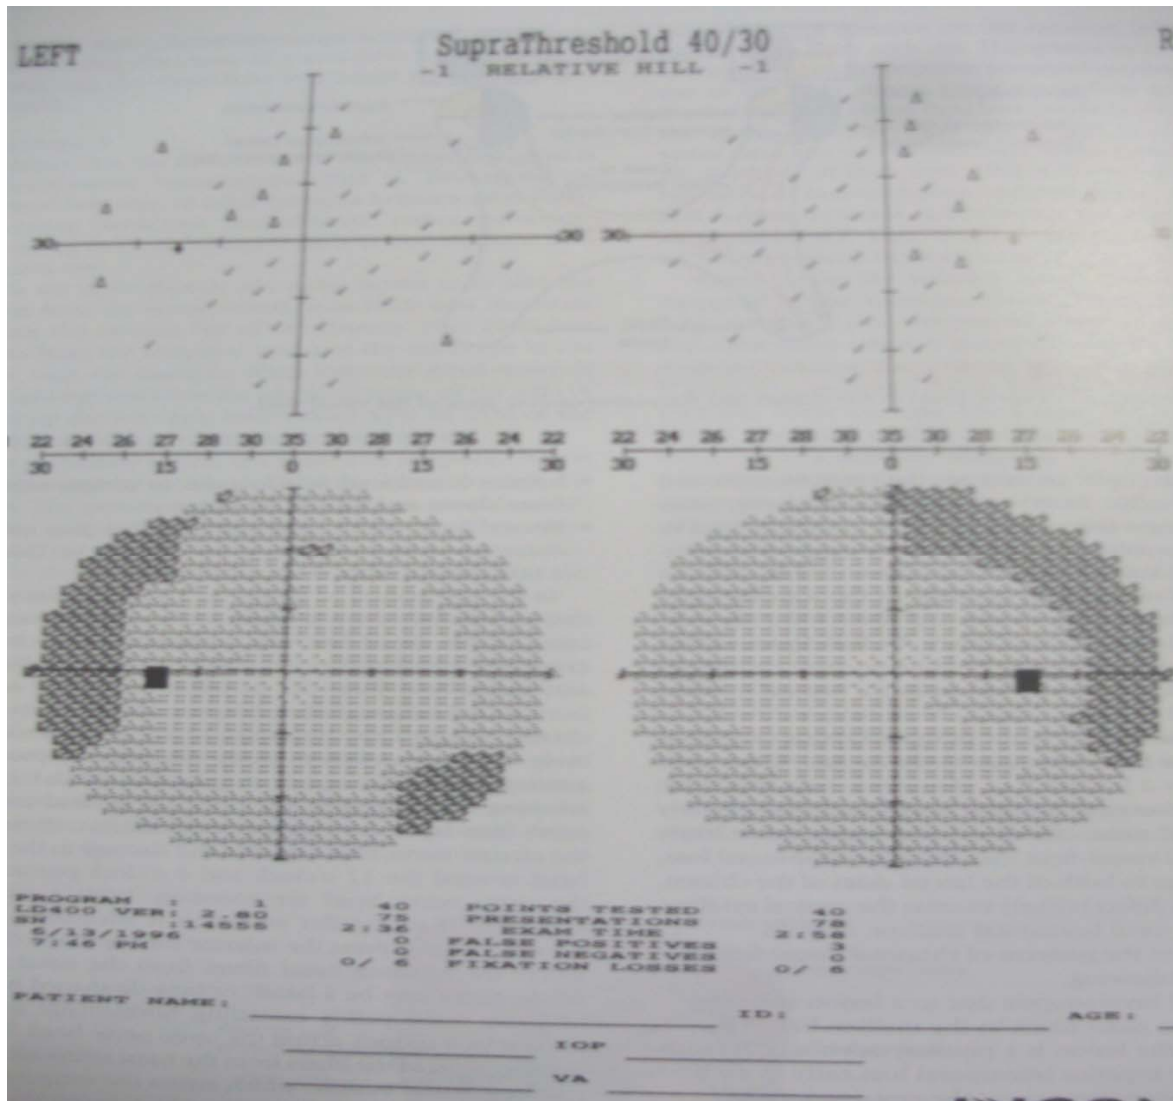 LEFT
SupraThreshold 40/30
R
-1 RELATIVE HILL -1
30 30 30
22 24 26 27 28 30 35 30 28 26 24 22 22 24 26 28 30 35 30 28 27 26 24 22
30 15 0 15 30 30 15 0 15 30
PROGRAM : 1 40 POINTS TESTED 40
LD400 VER: 2.80 75 PRESENTATIONS 78
SN :14555 2:36 EXAM TIME 2:58
6/13/1996 0 FALSE POSITIVES 3
7:46 PM 0 FALSE NEGATIVES 0
0/ 6 FIXATION LOSSES 0/ 6
PATIENT NAME: ID: AGE:
IOP
VA